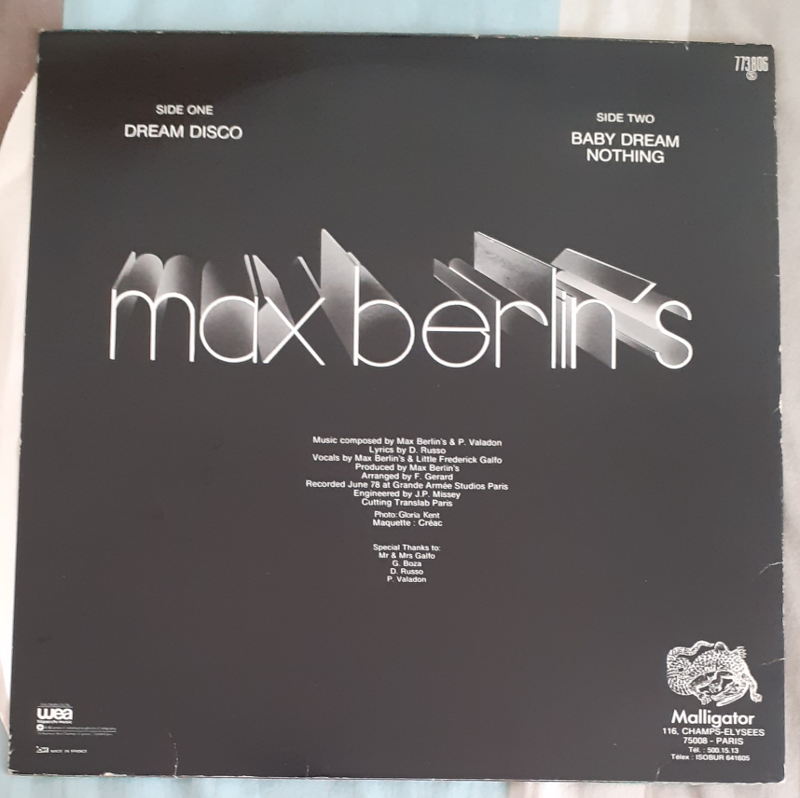 773806
SIDE ONE
DREAM DISCO
SIDE TWO
BABY DREAM
NOTHING
max berlin's
Music composed by Max Berlin's & P. Valadon
Lyrics by D. Russo
Vocals by Max Berlin's & Little Frederick Galfo
Produced by Max Berlin's
Arranged by F. Gerard
Recorded June 78 at Grande Armée Studios Paris
Engineered by J.P. Missey
Cutting Translab Paris
Photo: Gloria Kent
Maquette : Créac
Special Thanks to:
Mr & Mrs Galfo
G. Boza
D. Russo
P. Valadon
wea
MADE IN FRANCE
Malligator
116, CHAMPS-ELYSEES
75008 - PARIS
Tél. : 500.15.13
Télex : ISOBUR 641605